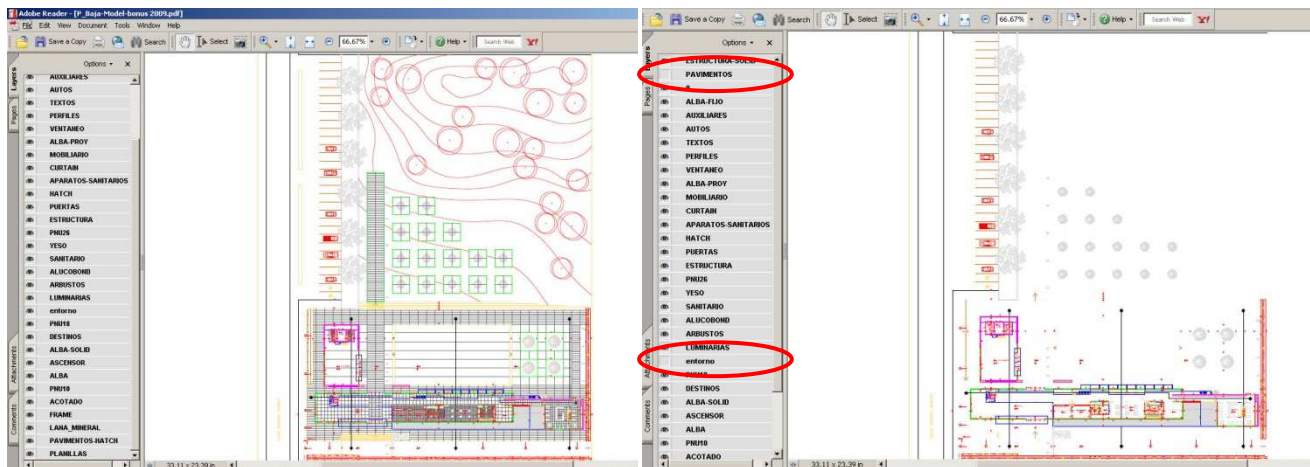 Adobe Reader - [P_Baja-Model-bonus 2009.pdf]
File Edit View Document Tools Window Help
Save a Copy Search Select 66.67% Help Search Web Y!
Options x
Layers
Pages
Attachments
Comments
AUXILIARES
AUTOS
TEXTOS
PERFILES
VENTANEO
ALBA-PROY
MOBILIARIO
CURTAIN
APARATOS-SANITARIOS
HATCH
PUERTAS
ESTRUCTURA
PNU26
YESO
SANITARIO
ALUCOBOND
ARBUSTOS
LUMINARIAS
entorno
PNU18
DESTINOS
ALBA-SOLID
ASCENSOR
ALBA
PNU10
ACOTADO
FRAME
LANA_MINERAL
PAVIMENTOS-HATCH
PLANILLAS
33.11 x 23.39 in
Save a Copy Search Select 66.67% Help Search Web Y!
Options x
Layers
Pages
Attachments
Comments
ESTRUCTURA-SOLID
PAVIMENTOS
0
ALBA-FIJO
AUXILIARES
AUTOS
TEXTOS
PERFILES
VENTANEO
ALBA-PROY
MOBILIARIO
CURTAIN
APARATOS-SANITARIOS
HATCH
PUERTAS
ESTRUCTURA
PNU26
YESO
SANITARIO
ALUCOBOND
ARBUSTOS
LUMINARIAS
entorno
PNU18
DESTINOS
ALBA-SOLID
ASCENSOR
ALBA
PNU10
ACOTADO
33.11 x 23.39 in